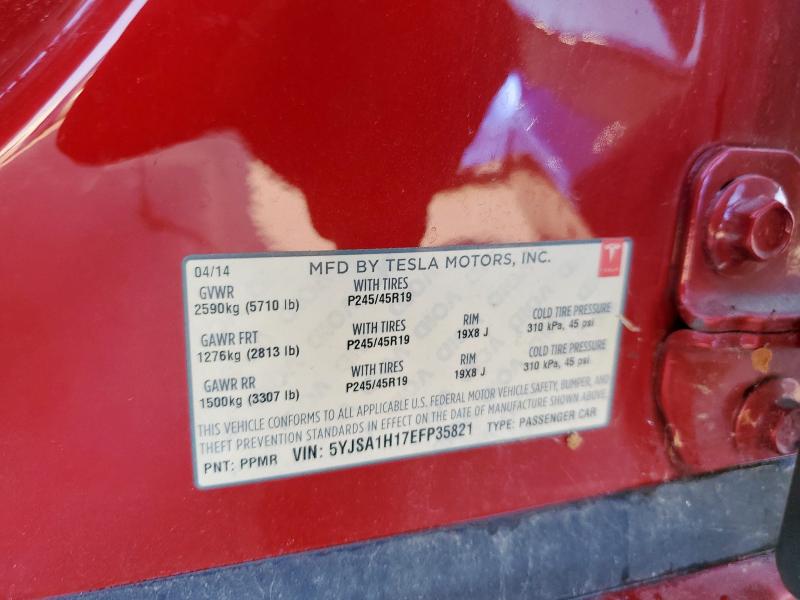 04/14 MFD BY TESLA MOTORS, INC.
TESLA
GVWR WITH TIRES
2590kg (5710 lb) P245/45R19
GAWR FRT WITH TIRES RIM COLD TIRE PRESSURE
1276kg (2813 lb) P245/45R19 19X8 J 310 kPa, 45 psi
GAWR RR WITH TIRES RIM COLD TIRE PRESSURE
1500kg (3307 lb) P245/45R19 19X8 J 310 kPa, 45 psi
THIS VEHICLE CONFORMS TO ALL APPLICABLE U.S. FEDERAL MOTOR VEHICLE SAFETY, BUMPER, AND
THEFT PREVENTION STANDARDS IN EFFECT ON THE DATE OF MANUFACTURE SHOWN ABOVE.
PNT: PPMR VIN: 5YJSA1H17EFP35821 TYPE: PASSENGER CAR